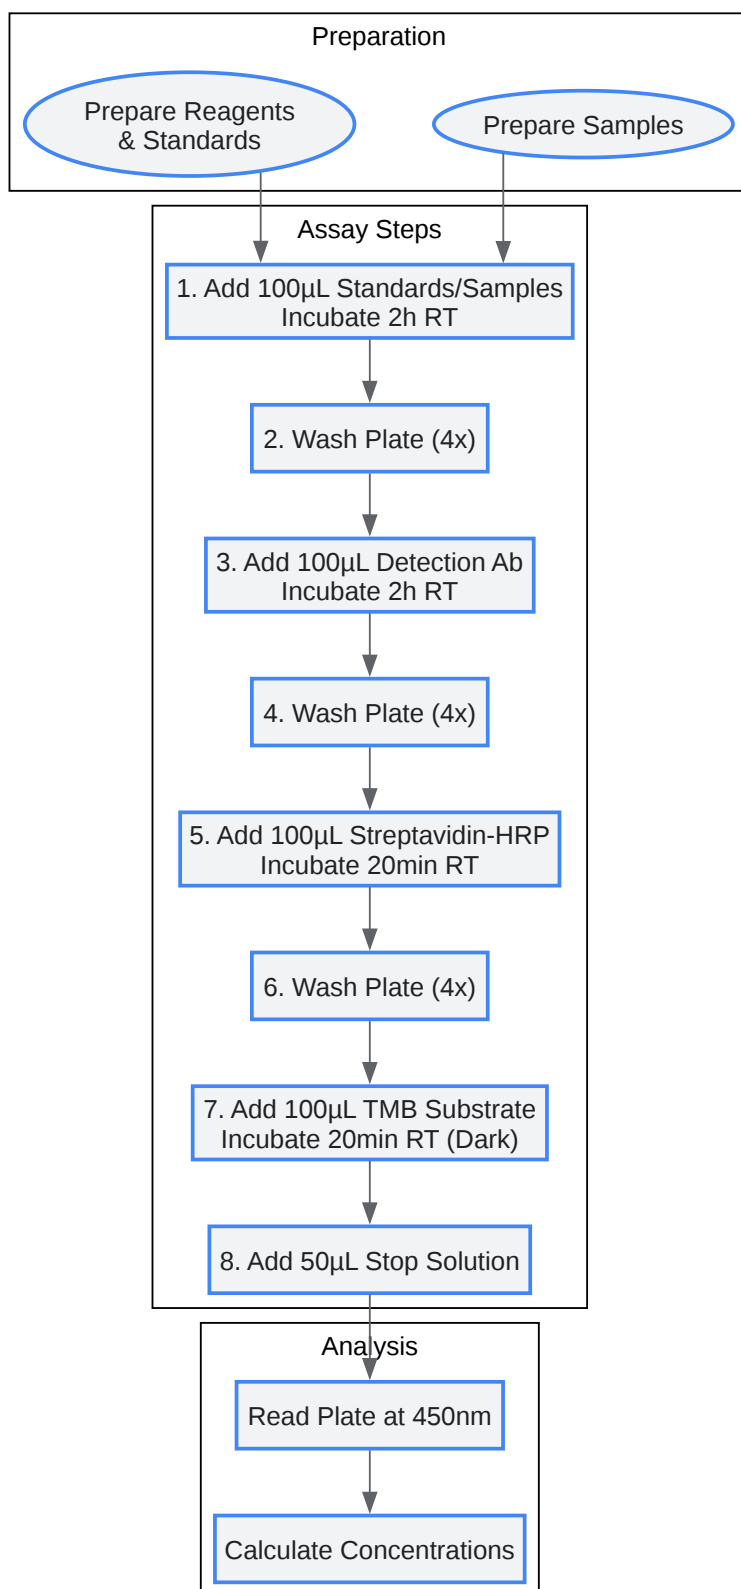 Preparation
Prepare Reagents
& Standards
Prepare Samples
Assay Steps
1. Add 100µL Standards/Samples
Incubate 2h RT
2. Wash Plate (4x)
3. Add 100µL Detection Ab
Incubate 2h RT
4. Wash Plate (4x)
5. Add 100µL Streptavidin-HRP
Incubate 20min RT
6. Wash Plate (4x)
7. Add 100µL TMB Substrate
Incubate 20min RT (Dark)
8. Add 50µL Stop Solution
Analysis
Read Plate at 450nm
Calculate Concentrations